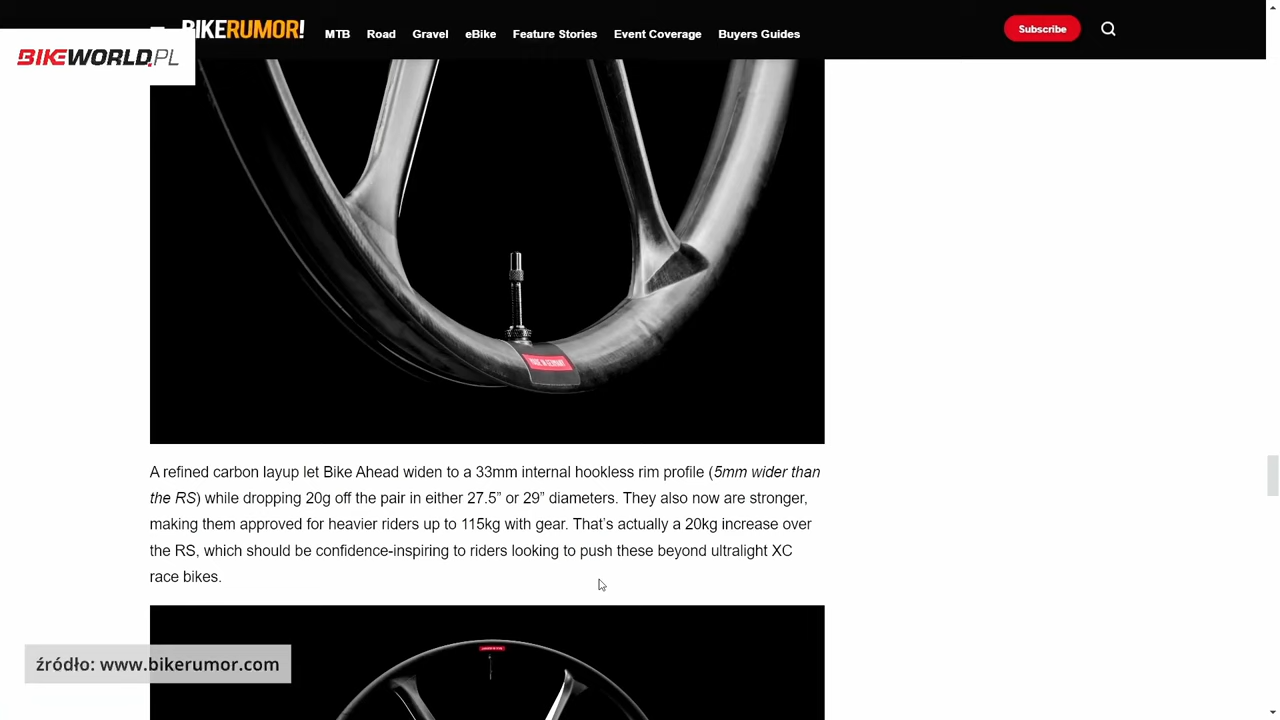 BIKERUMOR!
MTB Road Gravel eBike Feature Stories Event Coverage Buyers Guides
Subscribe
BIKEWORLD.PL
MADE IN GERMANY
A refined carbon layup let Bike Ahead widen to a 33mm internal hookless rim profile (5mm wider than
the RS) while dropping 20g off the pair in either 27.5” or 29” diameters. They also now are stronger,
making them approved for heavier riders up to 115kg with gear. That’s actually a 20kg increase over
the RS, which should be confidence-inspiring to riders looking to push these beyond ultralight XC
race bikes.
źródło: www.bikerumor.com